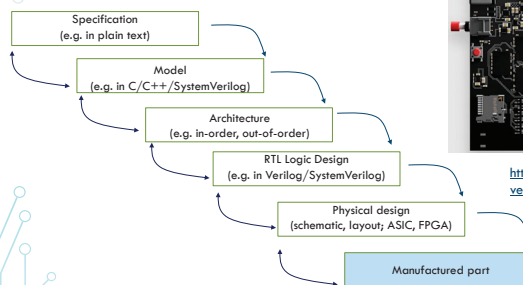 Specification
(e.g. in plain text)
Model
(e.g. in C/C++/SystemVerilog)
Architecture
(e.g. in-order, out-of-order)
RTL Logic Design
(e.g. in Verilog/SystemVerilog)
htt
ve
Physical design
(schematic, layout; ASIC, FPGA)
Manufactured part